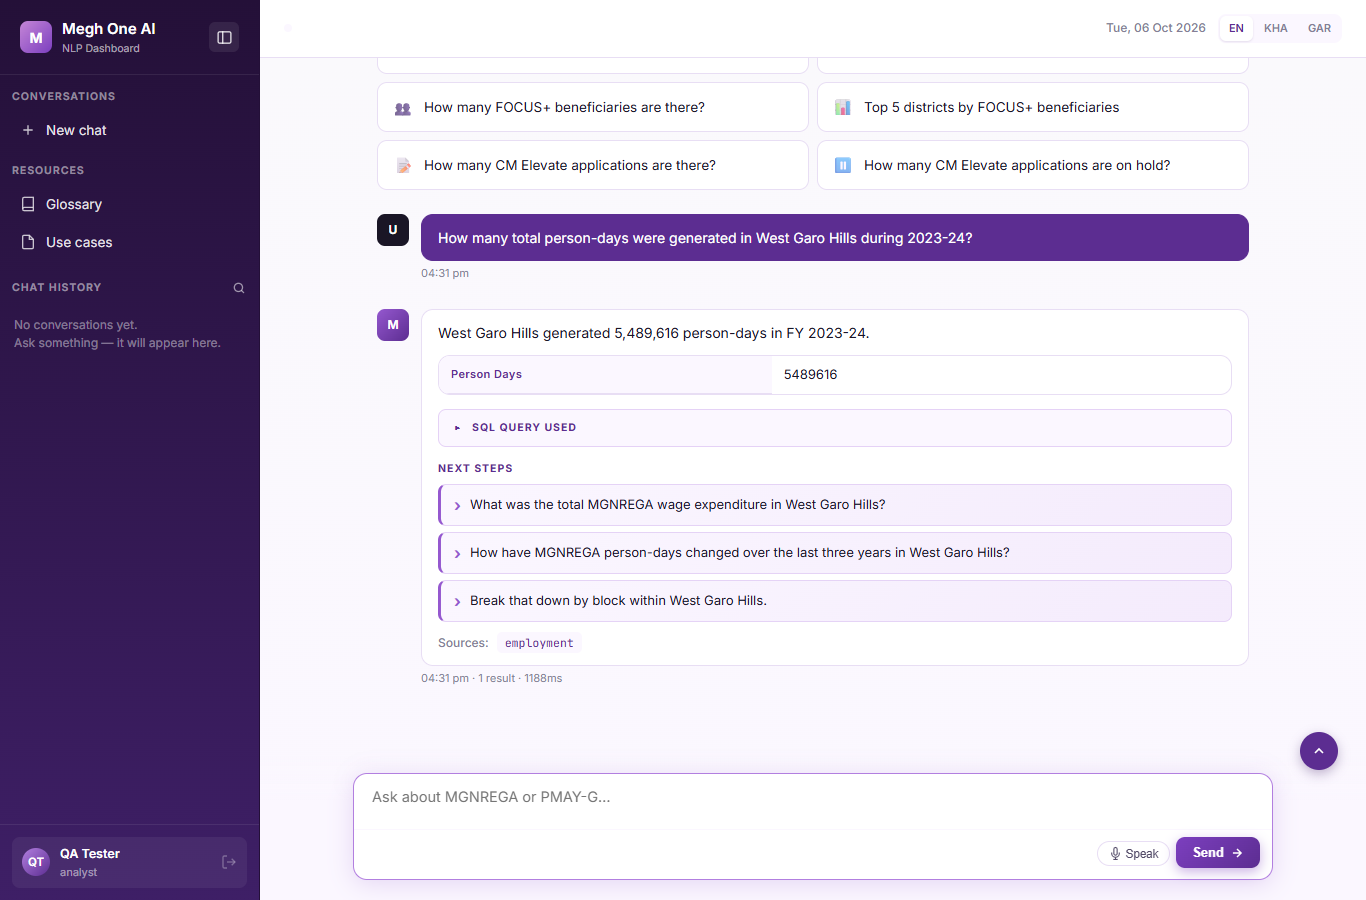 M
Megh One AI
NLP Dashboard
CONVERSATIONS
New chat
RESOURCES
Glossary
Use cases
CHAT HISTORY
No conversations yet.
Ask something — it will appear here.
QT
QA Tester
analyst
Tue, 06 Oct 2026
EN KHA GAR
How many FOCUS+ beneficiaries are there?
Top 5 districts by FOCUS+ beneficiaries
How many CM Elevate applications are there?
How many CM Elevate applications are on hold?
U
How many total person-days were generated in West Garo Hills during 2023-24?
04:31 pm
M
West Garo Hills generated 5,489,616 person-days in FY 2023-24.
Person Days 5489616
SQL QUERY USED
NEXT STEPS
What was the total MGNREGA wage expenditure in West Garo Hills?
How have MGNREGA person-days changed over the last three years in West Garo Hills?
Break that down by block within West Garo Hills.
Sources: employment
04:31 pm · 1 result · 1188ms
Ask about MGNREGA or PMAY-G...
Speak
Send →